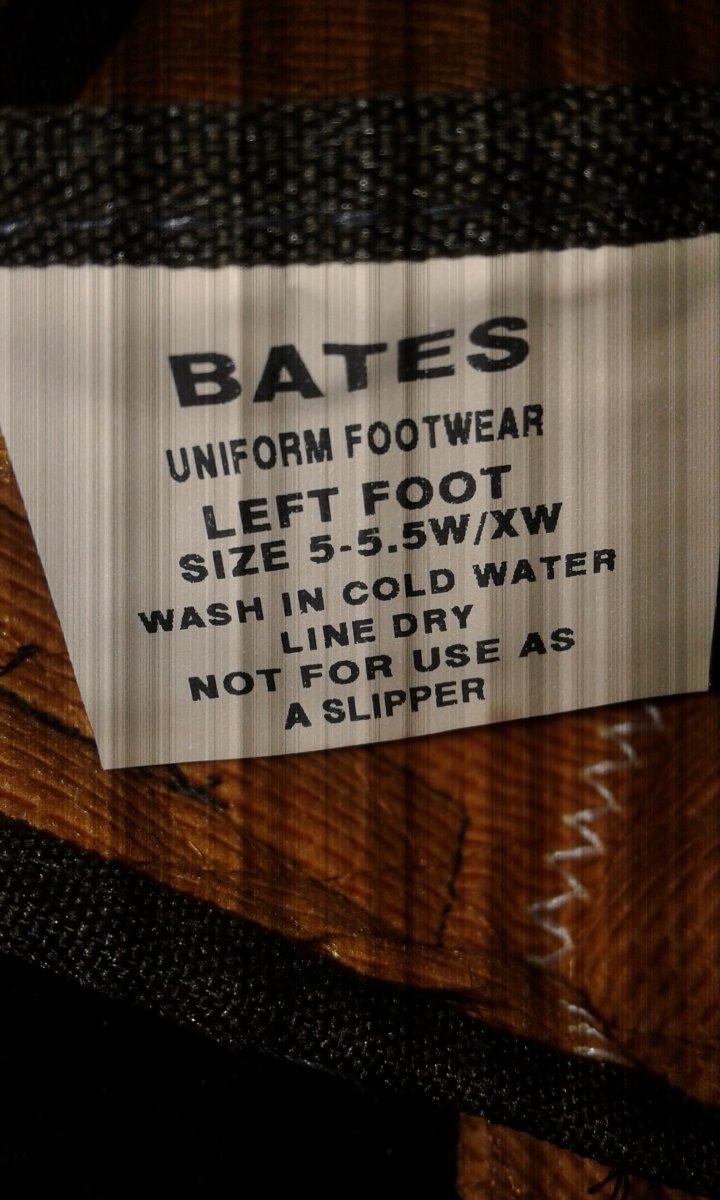 BATES
UNIFORM FOOTWEAR
LEFT FOOT
SIZE 5-5.5W/XW
WASH IN COLD WATER
LINE DRY
NOT FOR USE AS
A SLIPPER